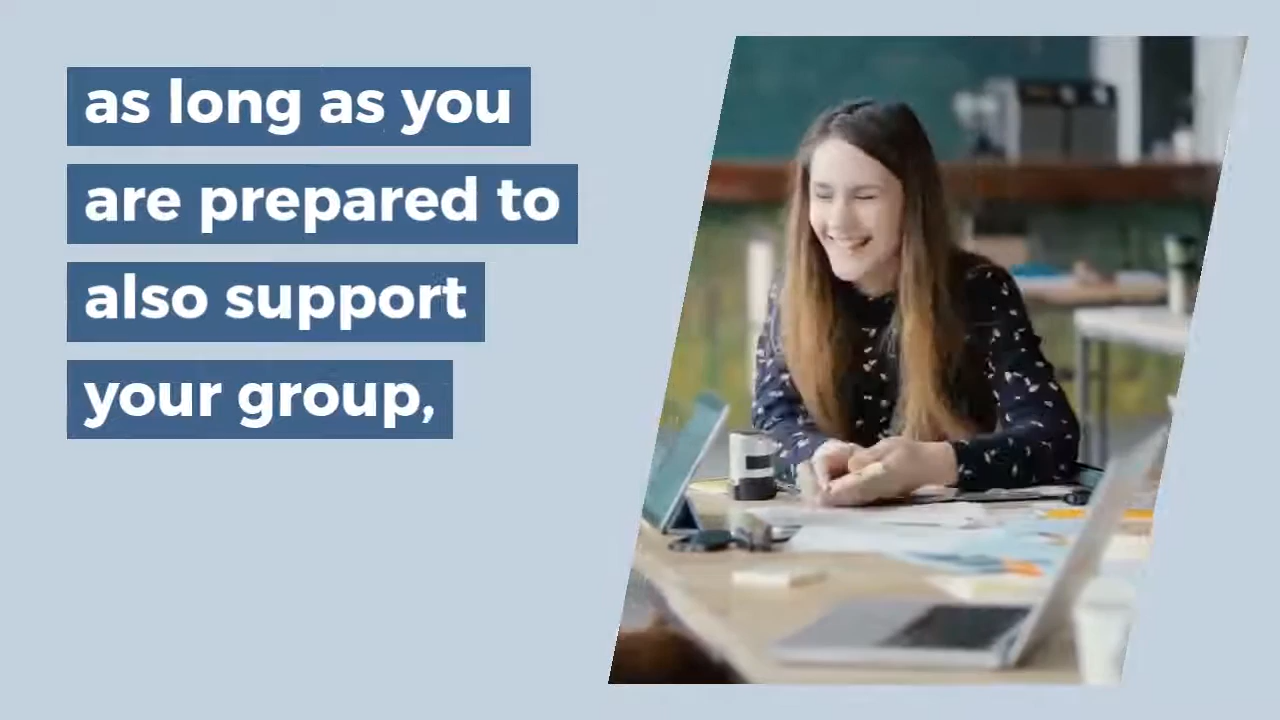 as long as you
are prepared to
also support
your group,